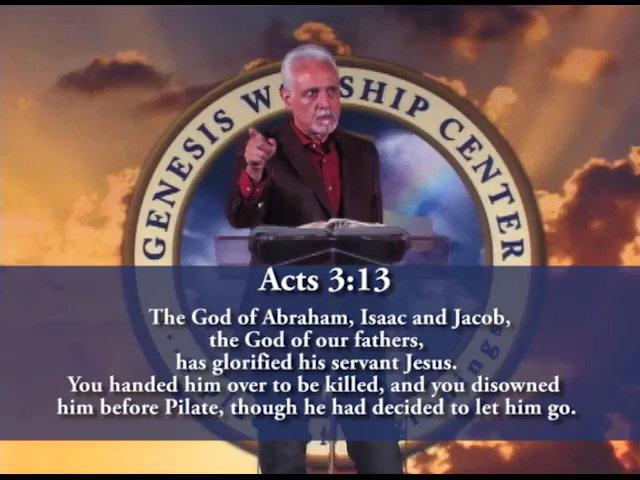 GENESIS WORSHIP CENTER
Acts 3:13
The God of Abraham, Isaac and Jacob,
the God of our fathers,
has glorified his servant Jesus.
You handed him over to be killed, and you disowned
him before Pilate, though he had decided to let him go.